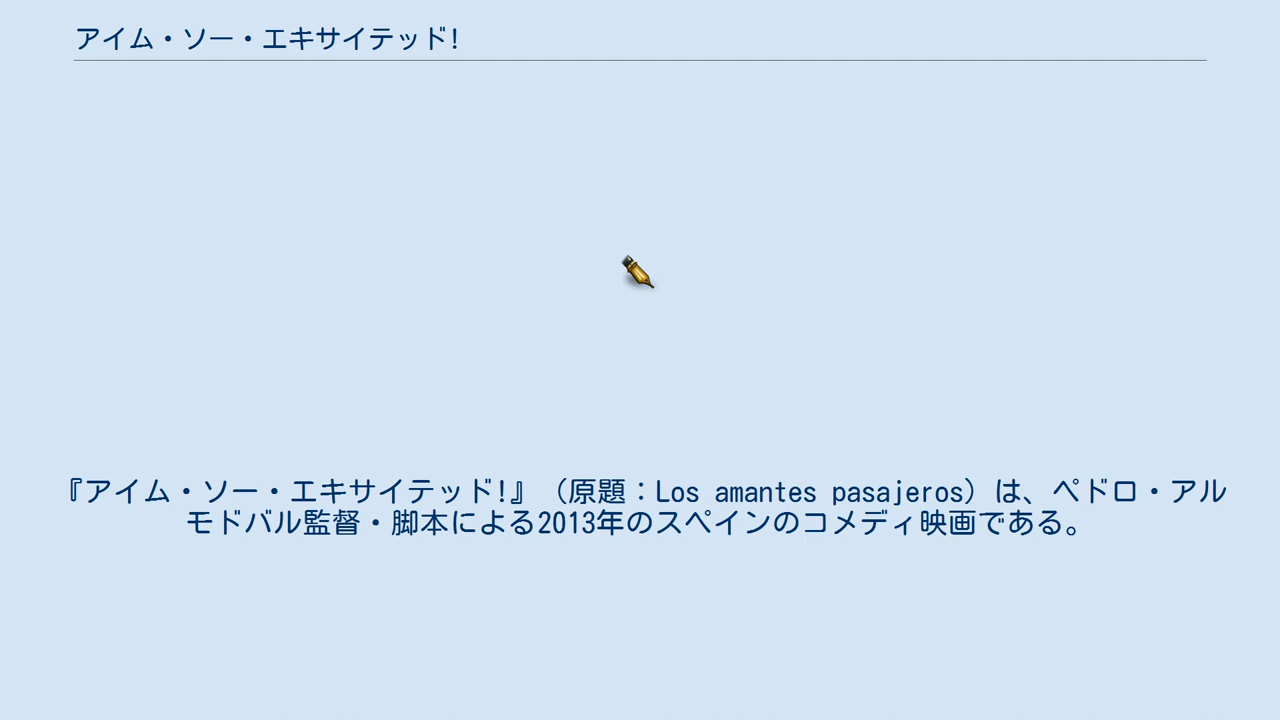 アイム・ソー・エキサイテッド!
『アイム・ソー・エキサイテッド!』（原題：Los amantes pasajeros）は、ペドロ・アル
モドバル監督・脚本による2013年のスペインのコメディ映画である。